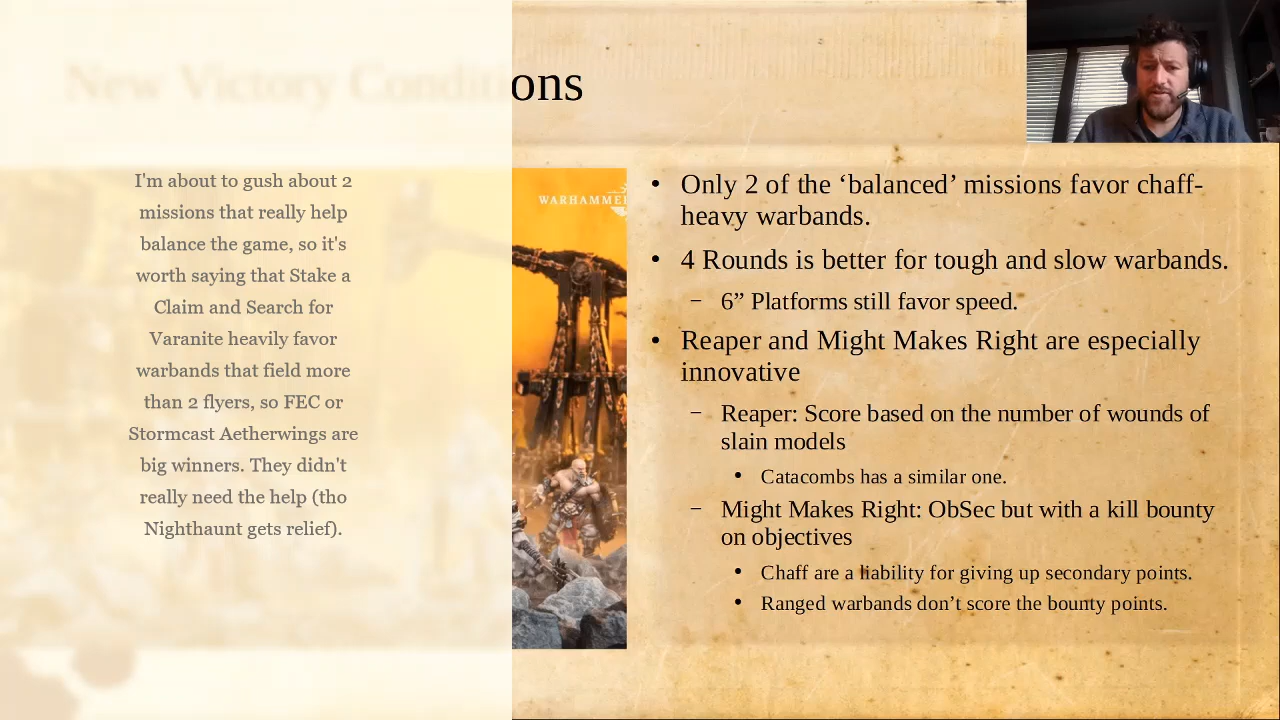 New Victory Conditions
I'm about to gush about 2
missions that really help
balance the game, so it's
worth saying that Stake a
Claim and Search for
Varanite heavily favor
warbands that field more
than 2 flyers, so FEC or
Stormcast Aetherwings are
big winners. They didn't
really need the help (tho
Nighthaunt gets relief).
WARHAMMER
• Only 2 of the ‘balanced’ missions favor chaff-
heavy warbands.
• 4 Rounds is better for tough and slow warbands.
– 6” Platforms still favor speed.
• Reaper and Might Makes Right are especially
innovative
– Reaper: Score based on the number of wounds of
slain models
• Catacombs has a similar one.
– Might Makes Right: ObSec but with a kill bounty
on objectives
• Chaff are a liability for giving up secondary points.
• Ranged warbands don’t score the bounty points.